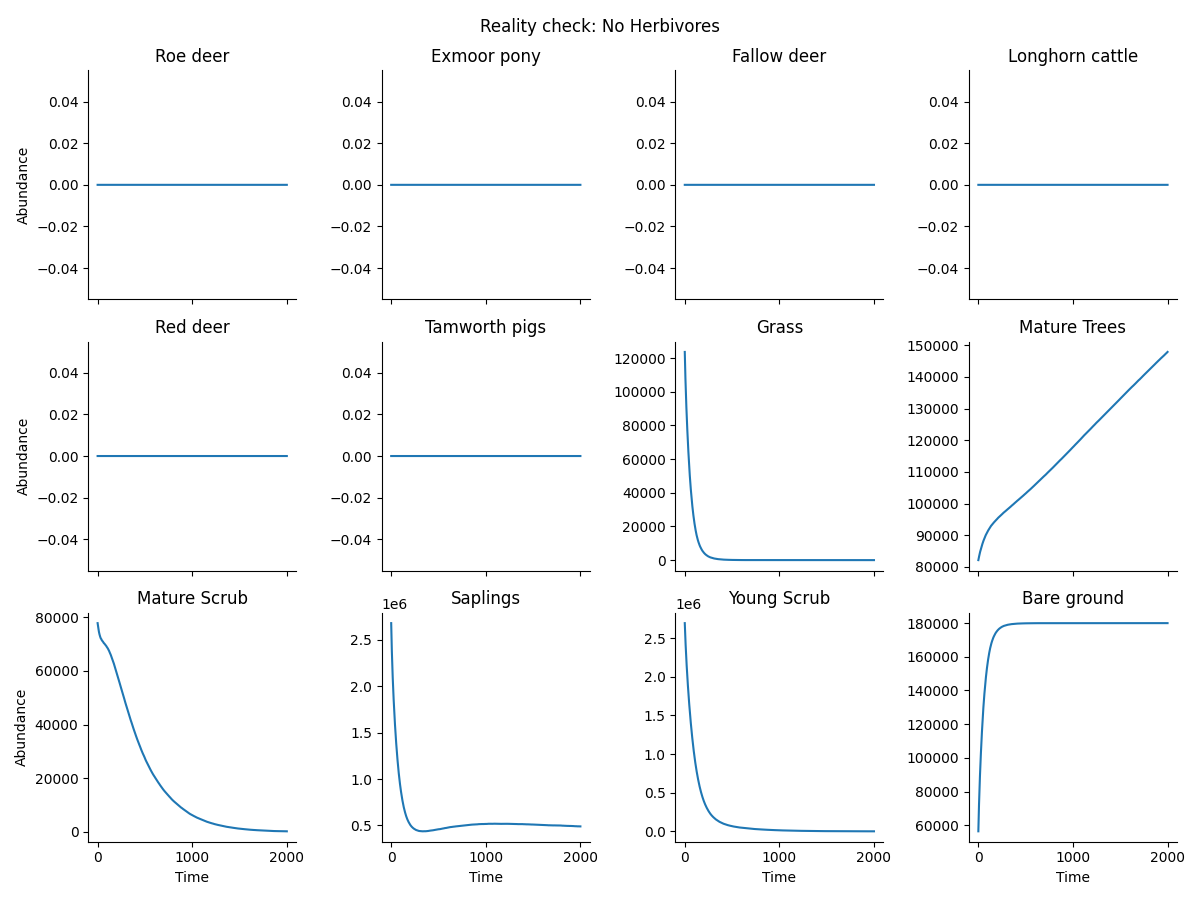 Reality check: No Herbivores
Roe deer
Exmoor pony
Fallow deer
Longhorn cattle
Abundance
0.04
0.02
0.00
−0.02
−0.04
0.04
0.02
0.00
−0.02
−0.04
0.04
0.02
0.00
−0.02
−0.04
0.04
0.02
0.00
−0.02
−0.04
Red deer
Tamworth pigs
Grass
Mature Trees
Abundance
0.04
0.02
0.00
−0.02
−0.04
0.04
0.02
0.00
−0.02
−0.04
120000
100000
80000
60000
40000
20000
0
150000
140000
130000
120000
110000
100000
90000
80000
Mature Scrub
Saplings
Young Scrub
Bare ground
Abundance
80000
60000
40000
20000
0
0 1000 2000
Time
1e6
2.5
2.0
1.5
1.0
0.5
0 1000 2000
Time
1e6
2.5
2.0
1.5
1.0
0.5
0.0
0 1000 2000
Time
180000
160000
140000
120000
100000
80000
60000
0 1000 2000
Time